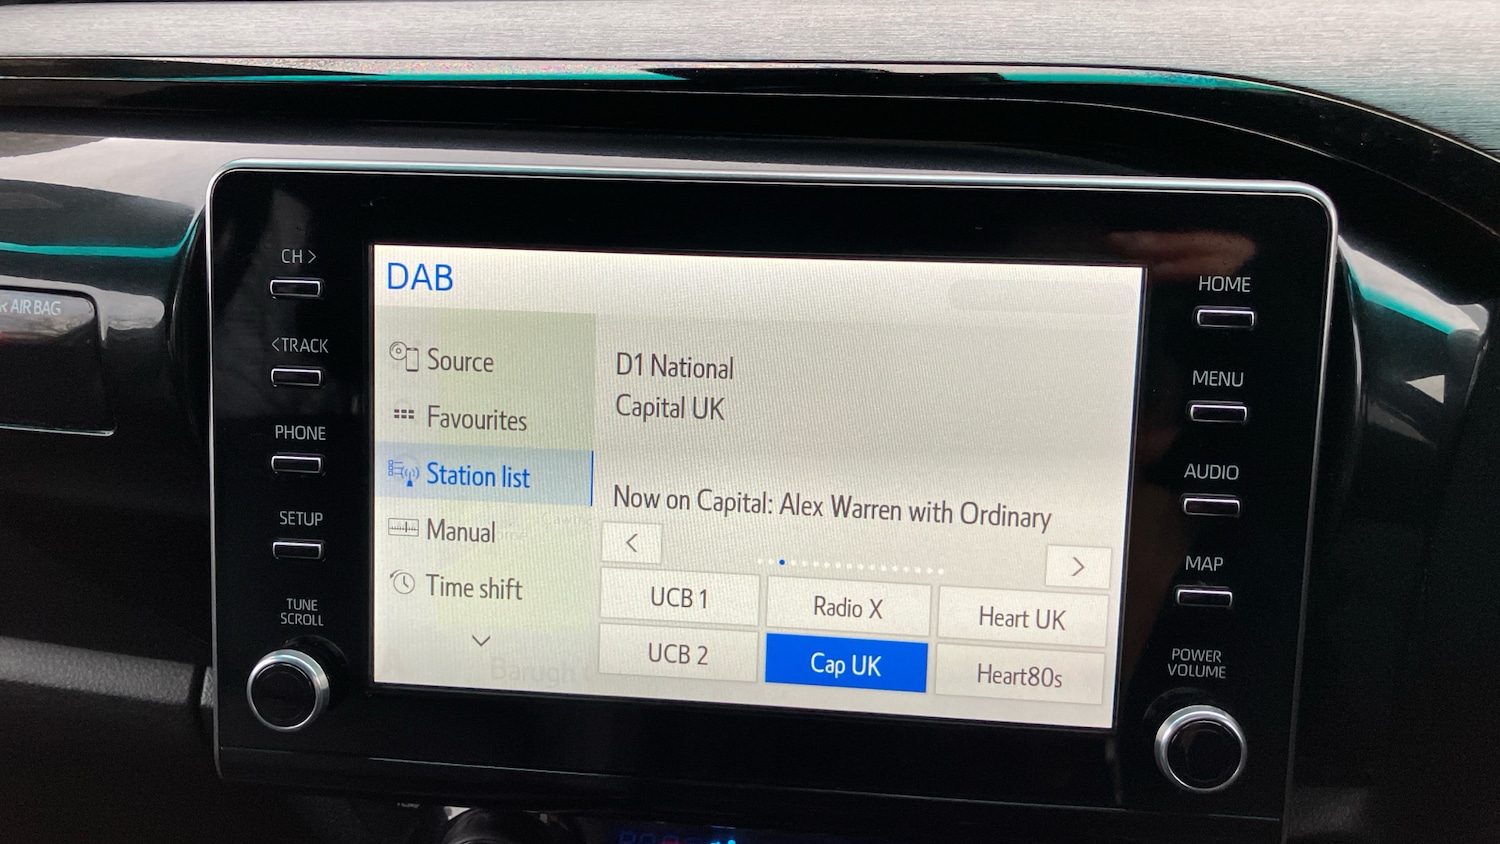 AIR BAG
CH >
<TRACK
PHONE
SETUP
TUNE
SCROLL
DAB
Source
Favourites
Station list
Manual
Time shift
D1 National
Capital UK
Now on Capital: Alex Warren with Ordinary
< >
UCB 1 Radio X Heart UK
UCB 2 Cap UK Heart80s
HOME
MENU
AUDIO
MAP
POWER
VOLUME